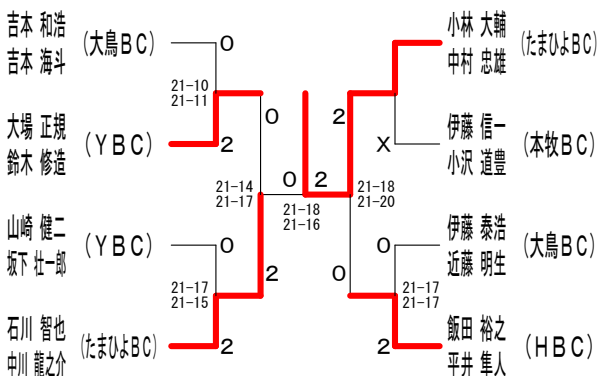 吉本 和浩
吉本 海斗
(大鳥BC)
0
21-10
21-11
大場 正規
鈴木 修造
(YBC)
2
0
21-14
21-17
山崎 健二
坂下 壮一郎
(YBC)
0
21-17
21-15
2
石川 智也
中川 龍之介
(たまひよBC)
2
0
2
21-18
21-16
小林 大輔
中村 忠雄
(たまひよBC)
2
X
伊藤 信一
小沢 道豊
(本牧BC)
21-18
21-20
伊藤 泰浩
近藤 明生
(大鳥BC)
0
0
21-17
21-17
飯田 裕之
平井 隼人
(HBC)
2